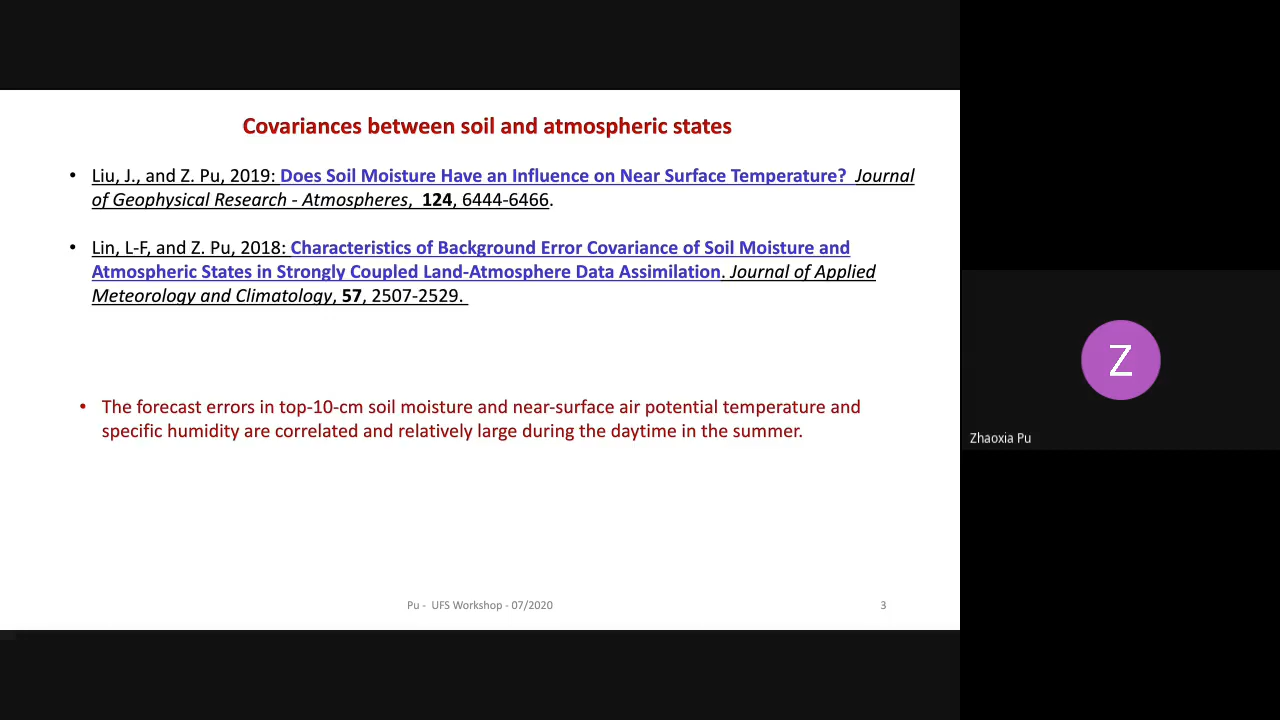 Covariances between soil and atmospheric states
• Liu, J., and Z. Pu, 2019: Does Soil Moisture Have an Influence on Near Surface Temperature? Journal
of Geophysical Research - Atmospheres, 124, 6444-6466.
• Lin, L-F, and Z. Pu, 2018: Characteristics of Background Error Covariance of Soil Moisture and
Atmospheric States in Strongly Coupled Land-Atmosphere Data Assimilation. Journal of Applied
Meteorology and Climatology, 57, 2507-2529.
• The forecast errors in top-10-cm soil moisture and near-surface air potential temperature and
specific humidity are correlated and relatively large during the daytime in the summer.
Pu - UFS Workshop - 07/2020
3
Z
Zhaoxia Pu